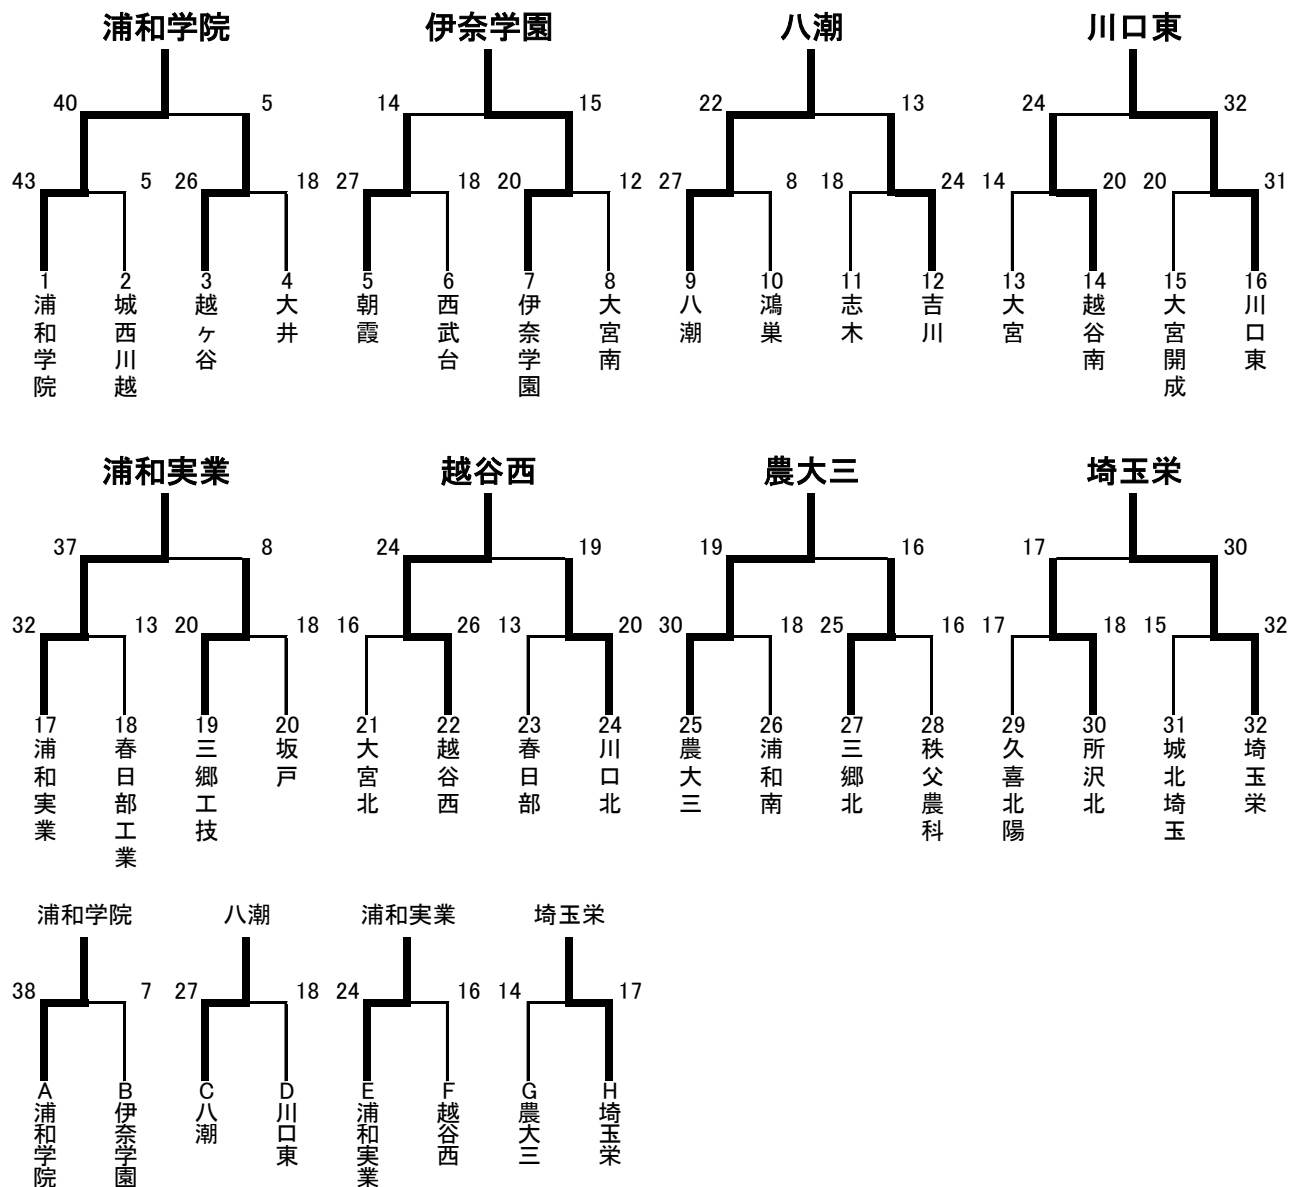 浦和学院 伊奈学園 八潮 川口東
40 5 14 15 22 13 24 32
43 5 26 18 27 18 20 12 27 8 18 24 14 20 20 31
1 2 3 4 5 6 7 8 9 10 11 12 13 14 15 16
浦和学院 城西川越 越ヶ谷 大井 朝霞 西武台 伊奈学園 大宮南 八潮 鴻巣 志木 吉川 大宮 越谷南 大宮開成 川口東
浦和実業 越谷西 農大三 埼玉栄
37 8 24 19 19 16 17 30
32 13 20 18 16 26 13 20 30 18 25 16 17 18 15 32
17 18 19 20 21 22 23 24 25 26 27 28 29 30 31 32
浦和実業 春日部工業 三郷工技 坂戸 大宮北 越谷西 春日部 川口北 農大三 浦和南 三郷北 秩父農科 久喜北陽 所沢北 城北埼玉 埼玉栄
浦和学院 八潮 浦和実業 埼玉栄
38 7 27 18 24 16 14 17
A B C D E F G H
浦和学院 伊奈学園 八潮 川口東 浦和実業 越谷西 農大三 埼玉栄